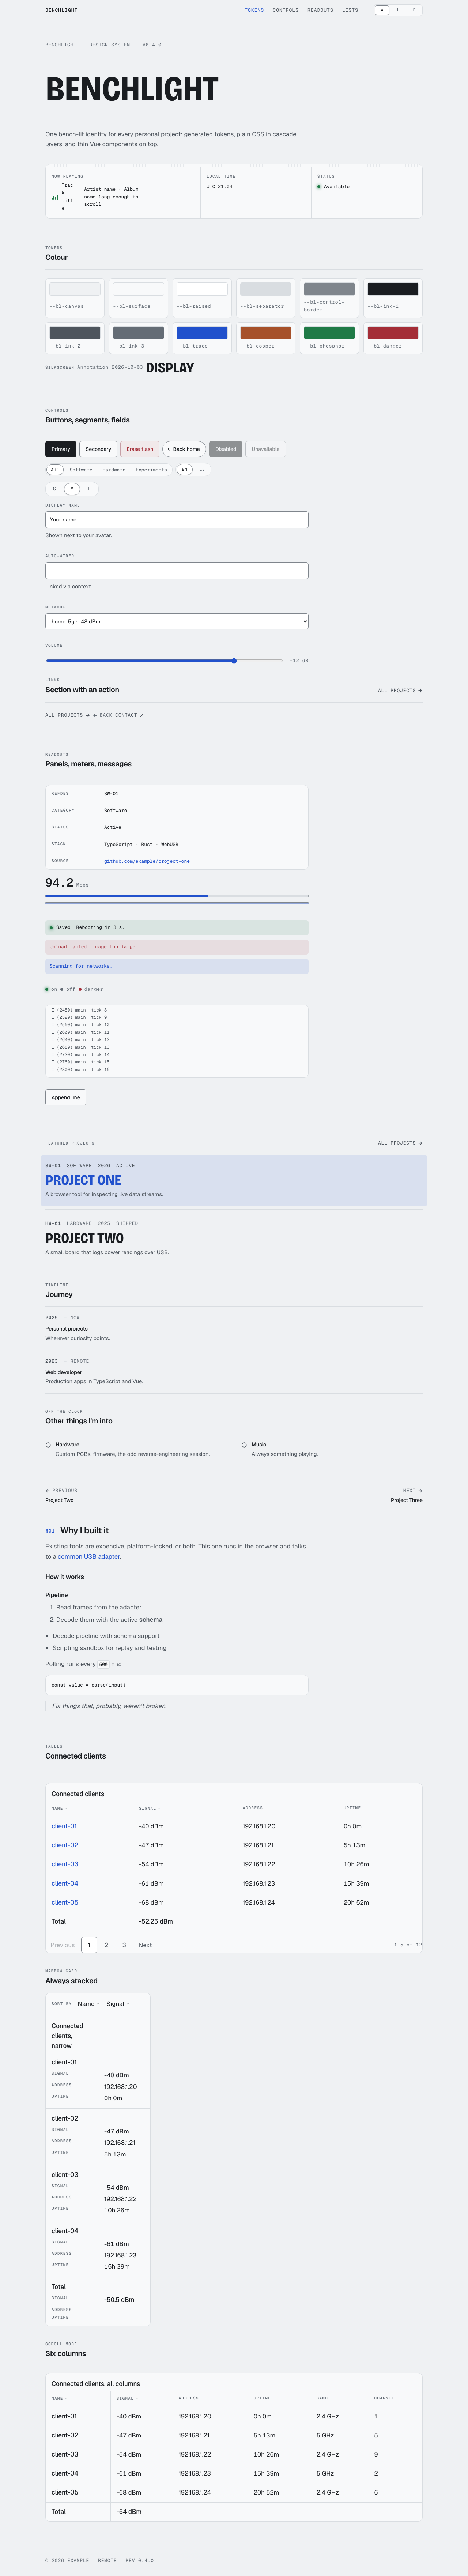 BENCHLIGHT
TOKENS CONTROLS READOUTS LISTS
BENCHLIGHT DESIGN SYSTEM V0.4.0
BENCHLIGHT
One bench-lit identity for every personal project: generated tokens, plain CSS in cascade
layers, and thin Vue components on top.
NOW PLAYING
Trac
k
titl
e
Artist name · Album
name long enough to
scroll
LOCAL TIME
UTC 21:04
STATUS
Available
TOKENS
Colour
--bl-canvas
--bl-surface
--bl-raised
--bl-separator
--bl-control-
border
--bl-ink-1
--bl-ink-2
--bl-ink-3
--bl-trace
--bl-copper
--bl-phosphor
--bl-danger
SILKSCREEN Annotation 2026-10-03 DISPLAY
CONTROLS
Buttons, segments, fields
Primary Secondary Erase flash ← Back home Disabled Unavailable
All Software Hardware Experiments EN LV
S M L
DISPLAY NAME
Your name
Shown next to your avatar.
AUTO-WIRED
Linked via context
NETWORK
home-5g · -48 dBm
VOLUME
-12 dB
LINKS
Section with an action
ALL PROJECTS →
ALL PROJECTS → ← BACK CONTACT ↗
READOUTS
Panels, meters, messages
REFDES SW-01
CATEGORY Software
STATUS Active
STACK TypeScript · Rust · WebUSB
SOURCE github.com/example/project-one
94.2 Mbps
Saved. Rebooting in 3 s.
Upload failed: image too large.
Scanning for networks…
on off danger
I (2480) main: tick 8
I (2520) main: tick 9
I (2560) main: tick 10
I (2600) main: tick 11
I (2640) main: tick 12
I (2680) main: tick 13
I (2720) main: tick 14
I (2760) main: tick 15
I (2800) main: tick 16
Append line
FEATURED PROJECTS
ALL PROJECTS →
SW-01 SOFTWARE 2026 ACTIVE
PROJECT ONE
A browser tool for inspecting live data streams.
HW-01 HARDWARE 2025 SHIPPED
PROJECT TWO
A small board that logs power readings over USB.
TIMELINE
Journey
2025 · NOW
Personal projects
Wherever curiosity points.
2023 · REMOTE
Web developer
Production apps in TypeScript and Vue.
OFF THE CLOCK
Other things I'm into
Hardware
Custom PCBs, firmware, the odd reverse-engineering session.
Music
Always something playing.
← PREVIOUS
Project Two
NEXT →
Project Three
§01 Why I built it
Existing tools are expensive, platform-locked, or both. This one runs in the browser and talks
to a common USB adapter.
How it works
Pipeline
1. Read frames from the adapter
2. Decode them with the active schema
• Decode pipeline with schema support
• Scripting sandbox for replay and testing
Polling runs every 500 ms:
const value = parse(input)
Fix things that, probably, weren't broken.
TABLES
Connected clients
Connected clients
NAME SIGNAL ADDRESS UPTIME
client-01 -40 dBm 192.168.1.20 0h 0m
client-02 -47 dBm 192.168.1.21 5h 13m
client-03 -54 dBm 192.168.1.22 10h 26m
client-04 -61 dBm 192.168.1.23 15h 39m
client-05 -68 dBm 192.168.1.24 20h 52m
Total -52.25 dBm
Previous 1 2 3 Next
1–5 of 12
NARROW CARD
Always stacked
SORT BY Name Signal
Connected
clients,
narrow
client-01
SIGNAL -40 dBm
ADDRESS 192.168.1.20
UPTIME 0h 0m
client-02
SIGNAL -47 dBm
ADDRESS 192.168.1.21
UPTIME 5h 13m
client-03
SIGNAL -54 dBm
ADDRESS 192.168.1.22
UPTIME 10h 26m
client-04
SIGNAL -61 dBm
ADDRESS 192.168.1.23
UPTIME 15h 39m
Total
SIGNAL -50.5 dBm
ADDRESS
UPTIME
SCROLL MODE
Six columns
Connected clients, all columns
NAME SIGNAL ADDRESS UPTIME BAND CHANNEL
client-01 -40 dBm 192.168.1.20 0h 0m 2.4 GHz 1
client-02 -47 dBm 192.168.1.21 5h 13m 5 GHz 5
client-03 -54 dBm 192.168.1.22 10h 26m 2.4 GHz 9
client-04 -61 dBm 192.168.1.23 15h 39m 5 GHz 2
client-05 -68 dBm 192.168.1.24 20h 52m 2.4 GHz 6
Total -54 dBm
© 2026 EXAMPLE REMOTE REV 0.4.0